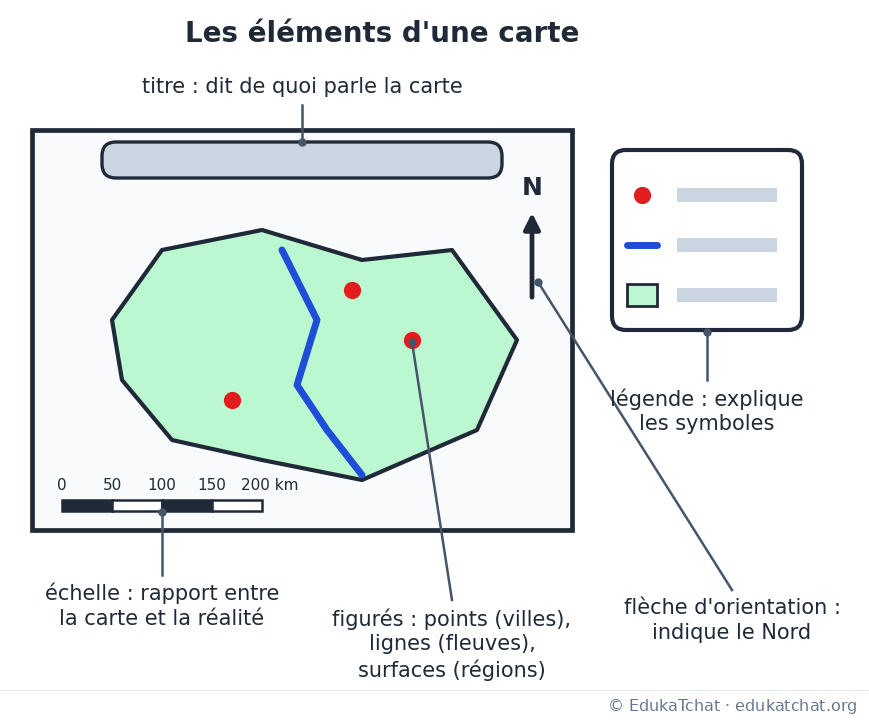 Les éléments d'une carte
titre : dit de quoi parle la carte
N
0 50 100 150 200 km
légende : explique
les symboles
échelle : rapport entre
la carte et la réalité
figurés : points (villes),
lignes (fleuves),
surfaces (régions)
flèche d'orientation :
indique le Nord
© EdukaTchat · edukatchat.org